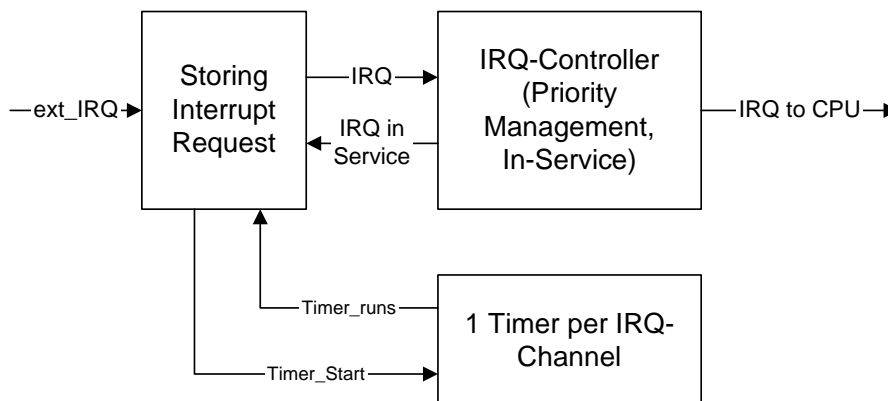 Storing
Interrupt
Request
ext_IRQ
IRQ
IRQ in
Service
IRQ-Controller
(Priority
Management,
In-Service)
IRQ to CPU
Timer_runs
Timer_Start
1 Timer per IRQ-
Channel